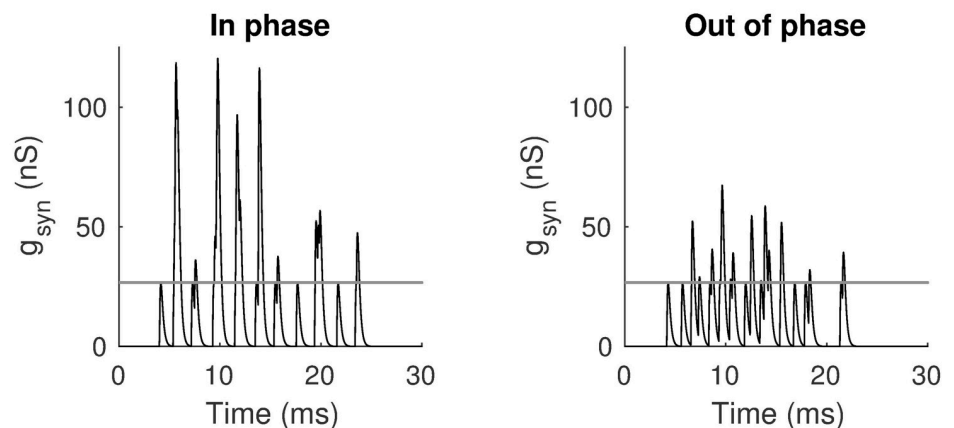 In phase
100
50
0
g_syn (nS)
0 10 20 30
Time (ms)
Out of phase
100
50
0
g_syn (nS)
0 10 20 30
Time (ms)